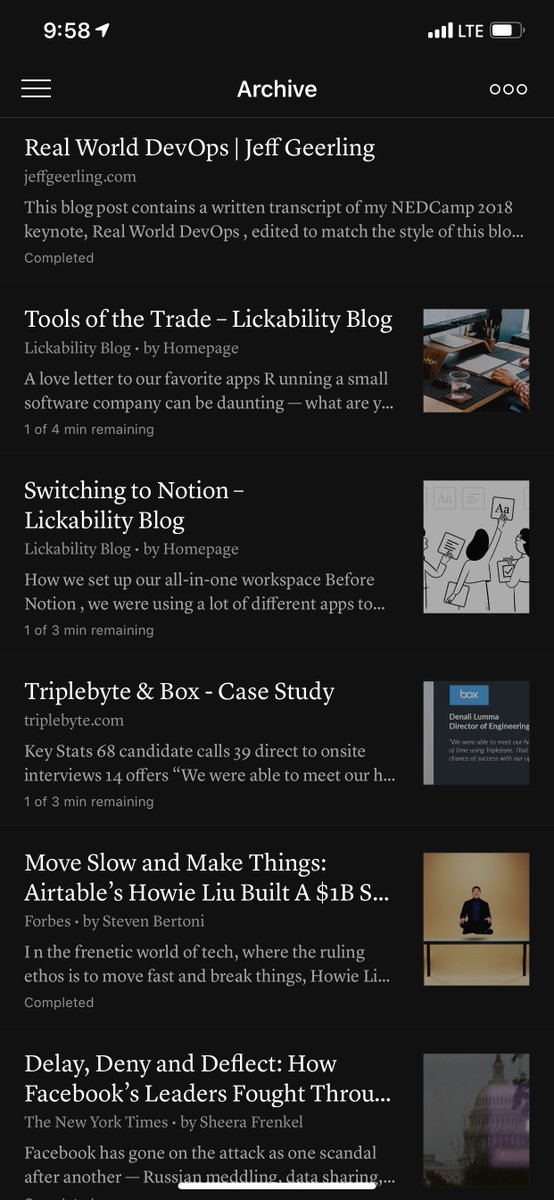 9:58
LTE
Archive
Real World DevOps | Jeff Geerling
jeffgeerling.com
This blog post contains a written transcript of my NEDCamp 2018
keynote, Real World DevOps , edited to match the style of this blo...
Completed
Tools of the Trade – Lickability Blog
Lickability Blog • by Homepage
A love letter to our favorite apps R unning a small
software company can be daunting — what are y...
1 of 4 min remaining
Switching to Notion –
Lickability Blog
Lickability Blog • by Homepage
How we set up our all-in-one workspace Before
Notion , we were using a lot of different apps to...
1 of 3 min remaining
Aa
Aa
Triplebyte & Box - Case Study
triplebyte.com
Key Stats 68 candidate calls 39 direct to onsite
interviews 14 offers “We were able to meet our h...
1 of 3 min remaining
box
Denali Lumma
Director of Engineering
"We were able to meet our hi
of time using Triplebyte. That
chance of success with our up
Move Slow and Make Things:
Airtable’s Howie Liu Built A $1B S...
Forbes • by Steven Bertoni
I n the frenetic world of tech, where the ruling
ethos is to move fast and break things, Howie Li...
Completed
Delay, Deny and Deflect: How
Facebook’s Leaders Fought Throu...
The New York Times • by Sheera Frenkel
Facebook has gone on the attack as one scandal
after another — Russian meddling, data sharing,...